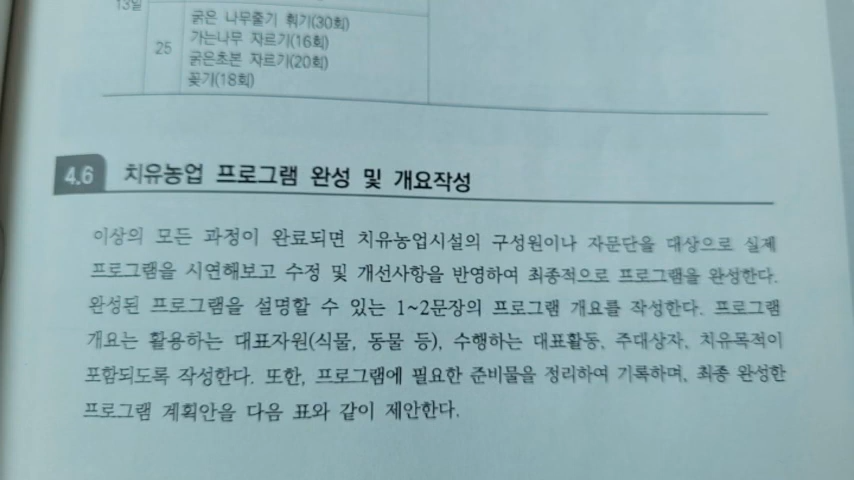 13일
굵은 나무줄기 휘기(30회)
25
가는나무 자르기(16회)
굵은초본 자르기(20회)
꽂기(18회)
4.6 치유농업 프로그램 완성 및 개요작성
이상의 모든 과정이 완료되면 치유농업시설의 구성원이나 자문단을 대상으로 실제
프로그램을 시연해보고 수정 및 개선사항을 반영하여 최종적으로 프로그램을 완성한다.
완성된 프로그램을 설명할 수 있는 1~2문장의 프로그램 개요를 작성한다. 프로그램
개요는 활용하는 대표자원(식물, 동물 등), 수행하는 대표활동, 주대상자, 치유목적이
포함되도록 작성한다. 또한, 프로그램에 필요한 준비물을 정리하여 기록하며, 최종 완성한
프로그램 계획안을 다음 표와 같이 제안한다.